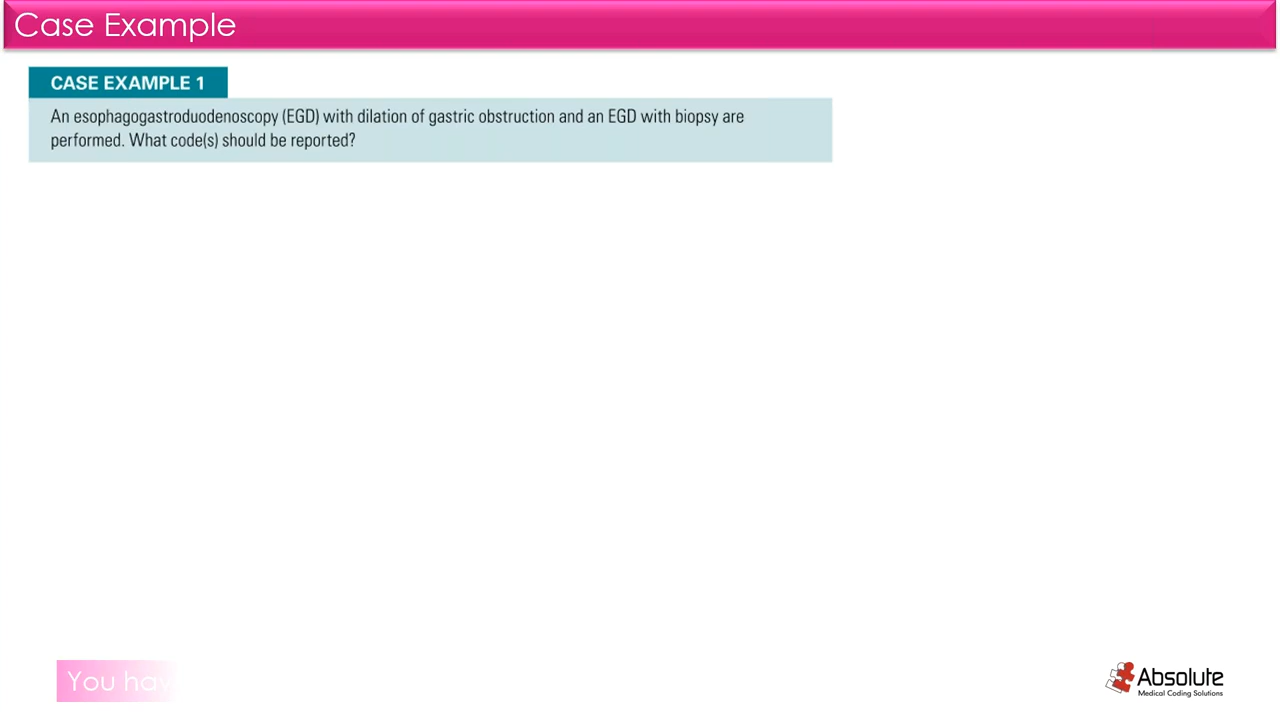 Case Example
CASE EXAMPLE 1
An esophagogastroduodenoscopy (EGD) with dilation of gastric obstruction and an EGD with biopsy are
performed. What code(s) should be reported?
You
Absolute
Medical Coding Solutions